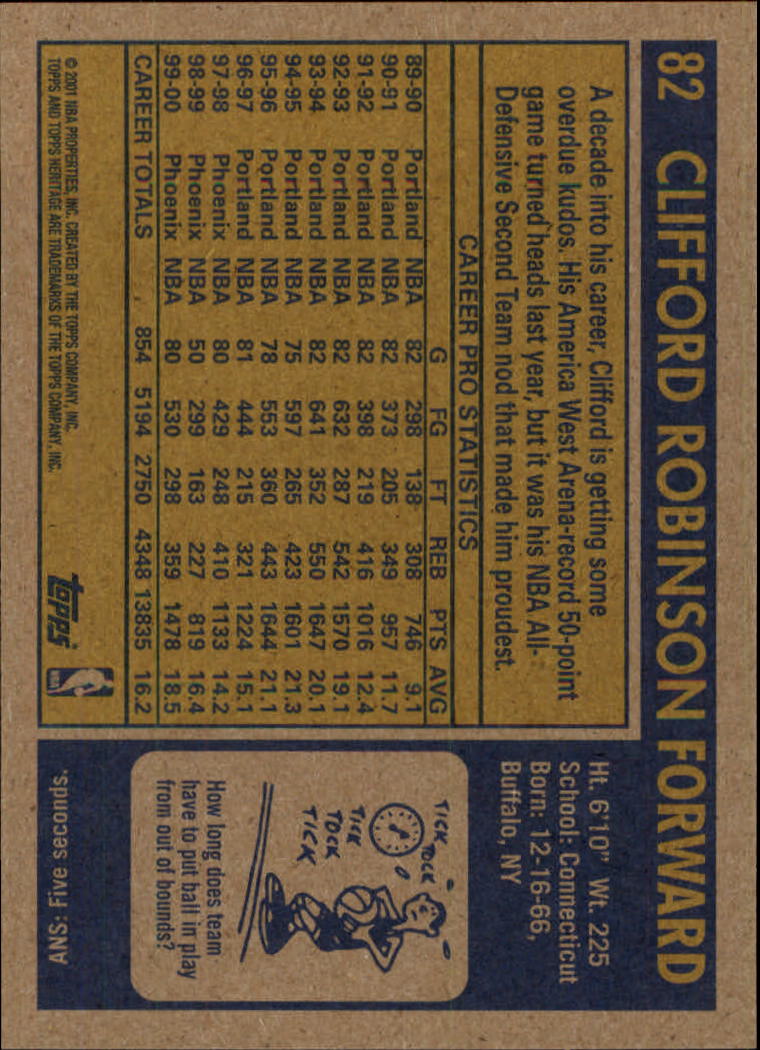 82 CLIFFORD ROBINSON FORWARD
A decade into his career, Clifford is getting some
overdue kudos. His America West Arena-record 50-point
game turned heads last year, but it was his NBA All-
Defensive Second Team nod that made him proudest.
CAREER PRO STATISTICS
G FG FT REB PTS AVG
89-90 Portland NBA 82 298 138 308 746 9.1
90-91 Portland NBA 82 373 205 349 957 11.7
91-92 Portland NBA 82 398 219 416 1016 12.4
92-93 Portland NBA 82 632 287 542 1570 19.1
93-94 Portland NBA 82 641 352 550 1647 20.1
94-95 Portland NBA 75 597 265 423 1601 21.3
95-96 Portland NBA 78 553 360 443 1644 21.1
96-97 Portland NBA 81 444 215 321 1224 15.1
97-98 Phoenix NBA 80 429 248 410 1133 14.2
98-99 Phoenix NBA 50 299 163 227 819 16.4
99-00 Phoenix NBA 80 530 298 359 1478 18.5
CAREER TOTALS 854 5194 2750 4348 13835 16.2
© 2001 NBA PROPERTIES, INC. CREATED BY THE TOPPS COMPANY, INC.
TOPPS AND TOPPS HERITAGE ARE TRADEMARKS OF THE TOPPS COMPANY, INC.
topps
NBA
Ht. 6'10" Wt. 225
School: Connecticut
Born: 12-16-66,
Buffalo, NY
TICK
TOCK
TICK
TOCK
TICK
How long does team
have to put ball in play
from out of bounds?
ANS: Five seconds.